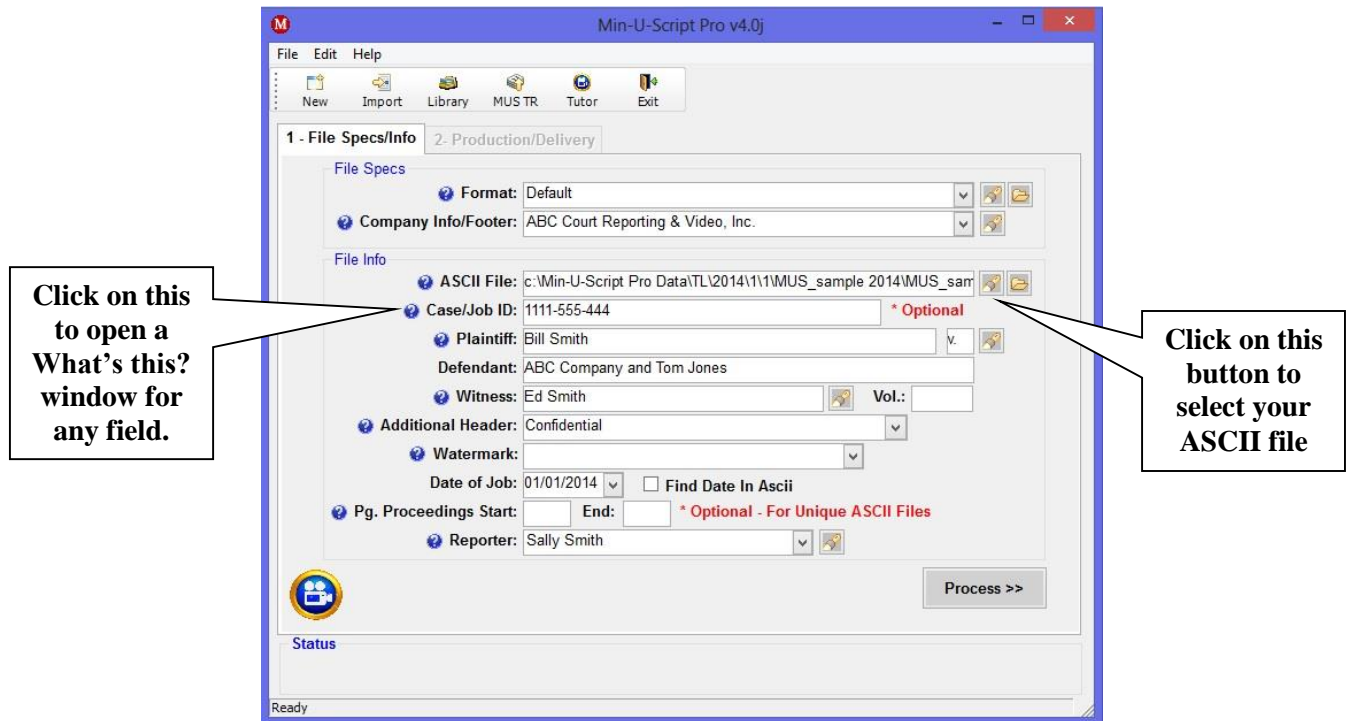 Min-U-Script Pro v4.0j
File Edit Help
New Import Library MUS TR Tutor Exit
1 - File Specs/Info 2- Production/Delivery
File Specs
Format: Default
Company Info/Footer: ABC Court Reporting & Video, Inc.
File Info
ASCII File: c:\Min-U-Script Pro Data\TL\2014\1\1\MUS_sample 2014\MUS_sam
Case/Job ID: 1111-555-444 * Optional
Plaintiff: Bill Smith v.
Defendant: ABC Company and Tom Jones
Witness: Ed Smith Vol.:
Additional Header: Confidential
Watermark:
Date of Job: 01/01/2014 Find Date In Ascii
Pg. Proceedings Start: End: * Optional - For Unique ASCII Files
Reporter: Sally Smith
Process >>
Status
Ready
Click on this
to open a
What's this?
window for
any field.
Click on this
button to
select your
ASCII file